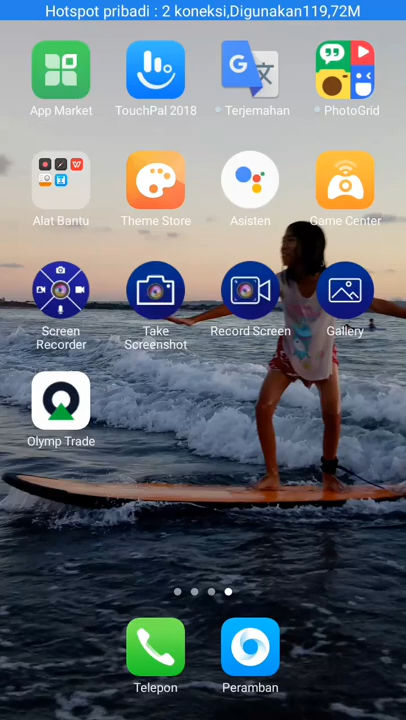 Hotspot pribadi : 2 koneksi,Digunakan119,72M
App Market
TouchPal 2018
Terjemahan
PhotoGrid
Alat Bantu
Theme Store
Asisten
Game Center
Screen
Recorder
Take
Screenshot
Record Screen
Gallery
Olymp Trade
Telepon
Peramban